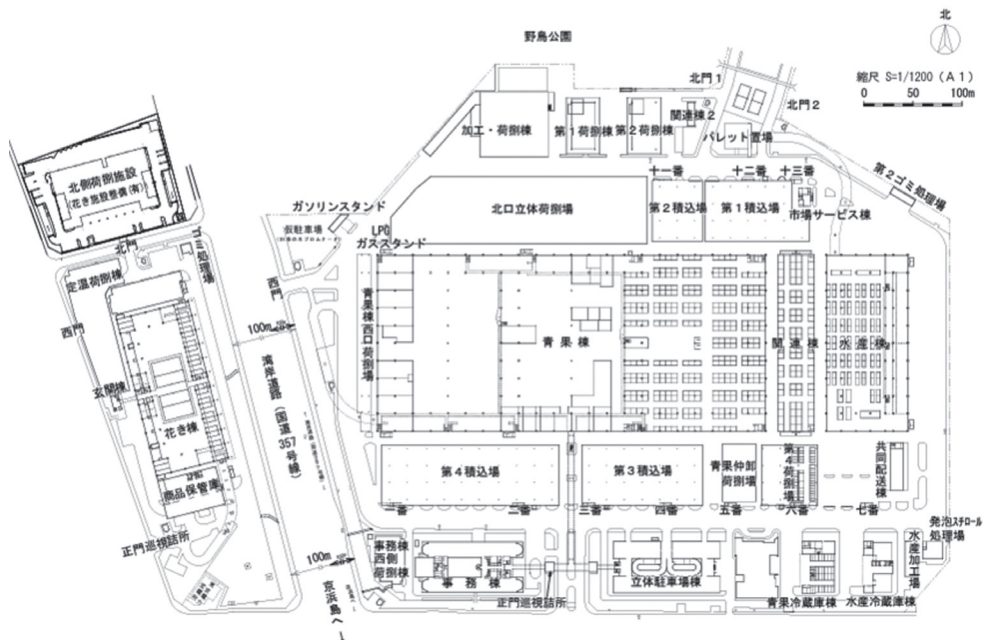 北
野鳥公園
縮尺 S=1/1200（A1）
0 50 100m
北門1
北門2
加工・荷捌棟
第1荷捌棟
第2荷捌棟
関連棟2
パレット置場
第2ゴミ処理場
北側荷捌施設
(花き施設整備(有))
十一番
十二番
十三番
北口立体荷捌場
第2積込場
第1積込場
市場サービス棟
ガソリンスタンド
仮駐車場
LPG
ガススタンド
北門
ゴミ処理場
定温荷捌棟
西門
西門
玄関棟
花き棟
商品保管庫
正門巡視詰所
100m
湾岸道路（国道357号線）
100m
京浜島へ
青果棟西口荷捌場
青果棟
関連棟
水産棟
第4積込場
第3積込場
青果仲卸
荷捌場
第4荷捌場
共同配送棟
一番
二番
三番
四番
五番
六番
七番
発泡スチロール
処理場
事務棟
西側
荷捌棟
事務棟
正門巡視詰所
立体駐車場棟
青果冷蔵庫棟
水産冷蔵庫棟
水産加工場